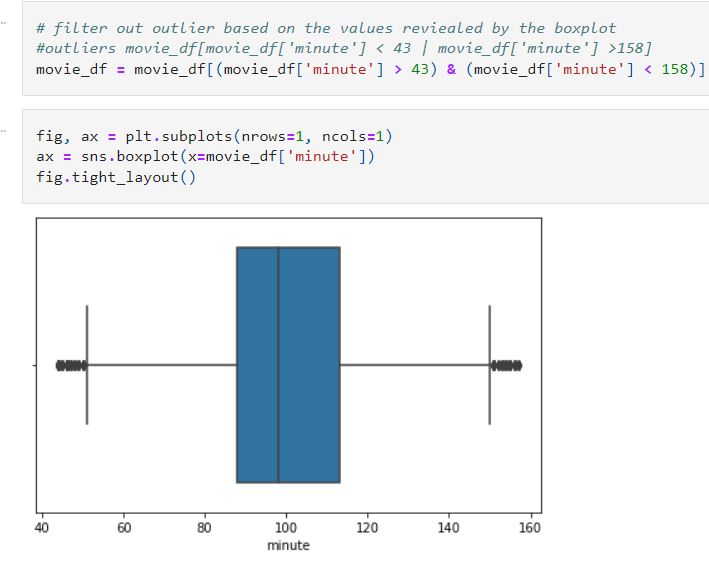 # filter out outlier based on the values reviealed by the boxplot
#outliers movie_df[movie_df['minute'] < 43 | movie_df['minute'] >158]
movie_df = movie_df[(movie_df['minute'] > 43) & (movie_df['minute'] < 158)]
fig, ax = plt.subplots(nrows=1, ncols=1)
ax = sns.boxplot(x=movie_df['minute'])
fig.tight_layout()
40 60 80 100 120 140 160
minute